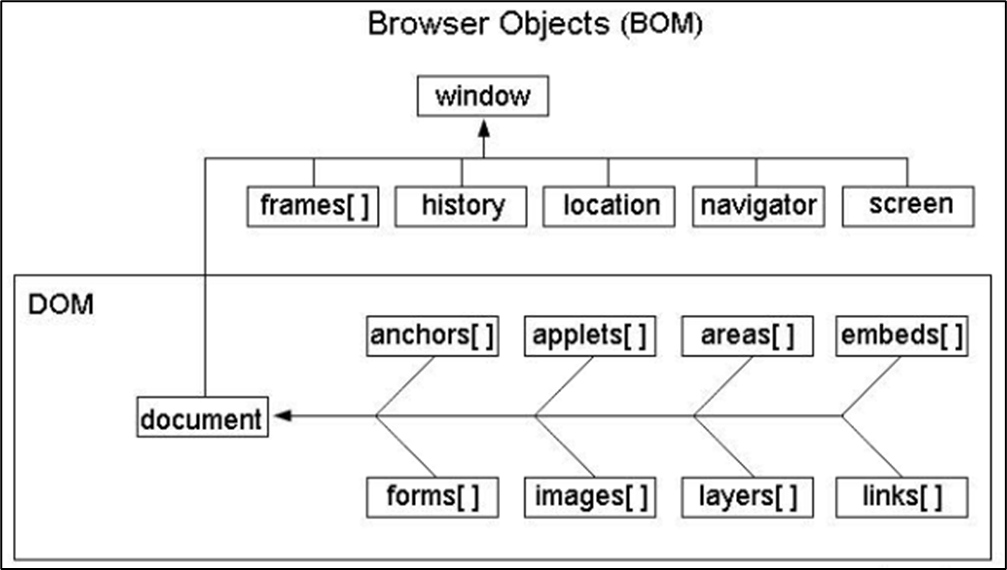 Browser Objects (BOM)
window
frames[ ]
history
location
navigator
screen
DOM
anchors[ ]
applets[ ]
areas[ ]
embeds[ ]
document
forms[ ]
images[ ]
layers[ ]
links[ ]